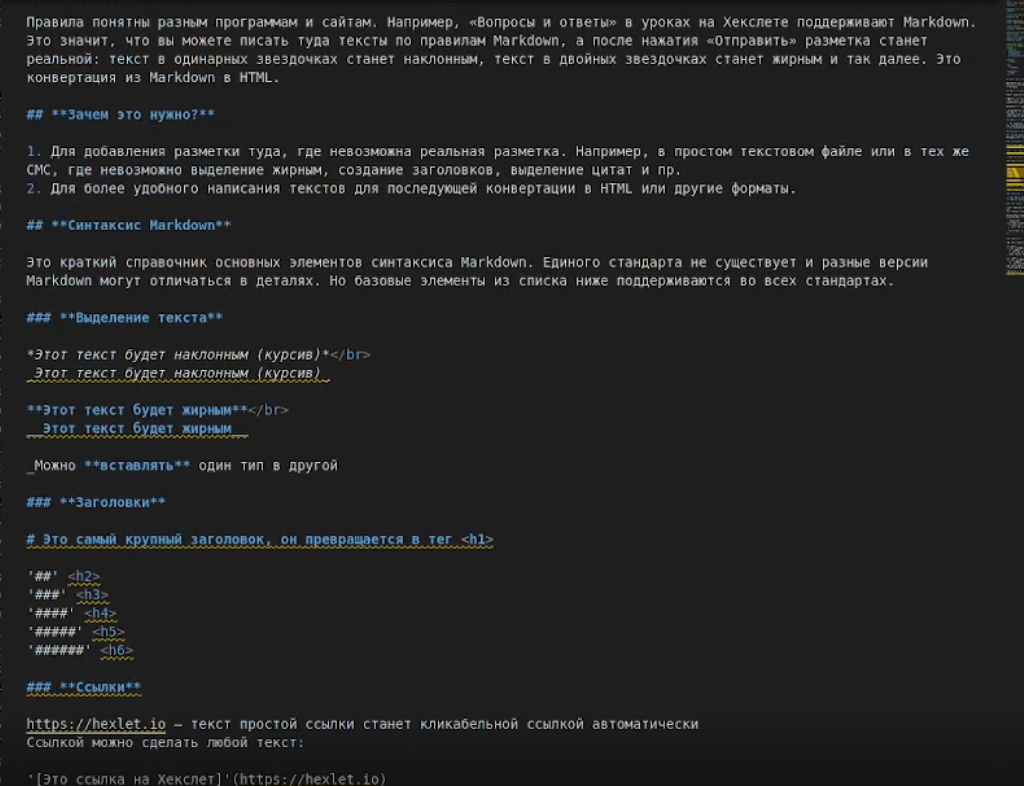 Правила понятны разным программам и сайтам. Например, «Вопросы и ответы» в уроках на Хекслете поддерживают Markdown.
Это значит, что вы можете писать туда тексты по правилам Markdown, а после нажатия «Отправить» разметка станет
реальной: текст в одинарных звездочках станет наклонным, текст в двойных звездочках станет жирным и так далее. Это
конвертация из Markdown в HTML.
## **Зачем это нужно?**
1. Для добавления разметки туда, где невозможна реальная разметка. Например, в простом текстовом файле или в тех же
СМС, где невозможно выделение жирным, создание заголовков, выделение цитат и пр.
2. Для более удобного написания текстов для последующей конвертации в HTML или другие форматы.
## **Синтаксис Markdown**
Это краткий справочник основных элементов синтаксиса Markdown. Единого стандарта не существует и разные версии
Markdown могут отличаться в деталях. Но базовые элементы из списка ниже поддерживаются во всех стандартах.
### **Выделение текста**
*Этот текст будет наклонным (курсив)*</br>
_Этот текст будет наклонным (курсив)_
**Этот текст будет жирным**</br>
__Этот текст будет жирным__
_Можно **вставлять** один тип в другой
### **Заголовки**
# Это самый крупный заголовок, он превращается в тег <h1>
'##' <h2>
'###' <h3>
'####' <h4>
'#####' <h5>
'######' <h6>
### **Ссылки**
https://hexlet.io — текст простой ссылки станет кликабельной ссылкой автоматически
Ссылкой можно сделать любой текст:
'[Это ссылка на Хекслет]'(https://hexlet.io)